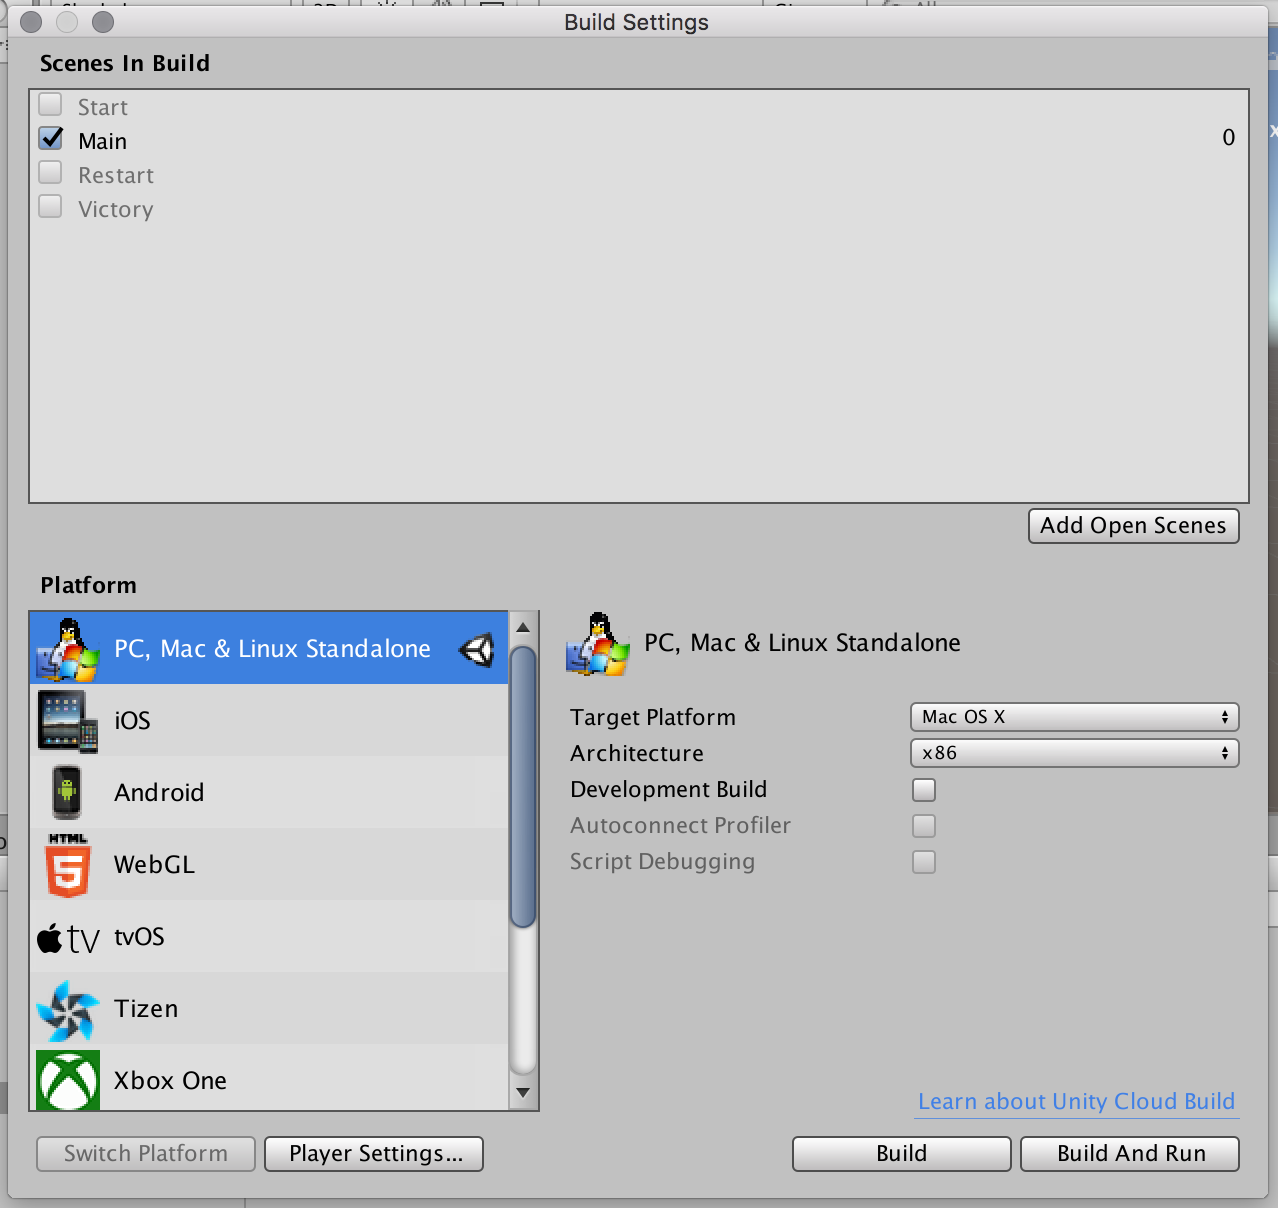 Build Settings
Scenes In Build
Start
Main 0
Restart
Victory
Add Open Scenes
Platform
PC, Mac & Linux Standalone
iOS
Android
HTML
5
WebGL
tv
tvOS
Tizen
Xbox One
PC, Mac & Linux Standalone
Target Platform Mac OS X
Architecture x86
Development Build
Autoconnect Profiler
Script Debugging
Learn about Unity Cloud Build
Switch Platform
Player Settings...
Build
Build And Run